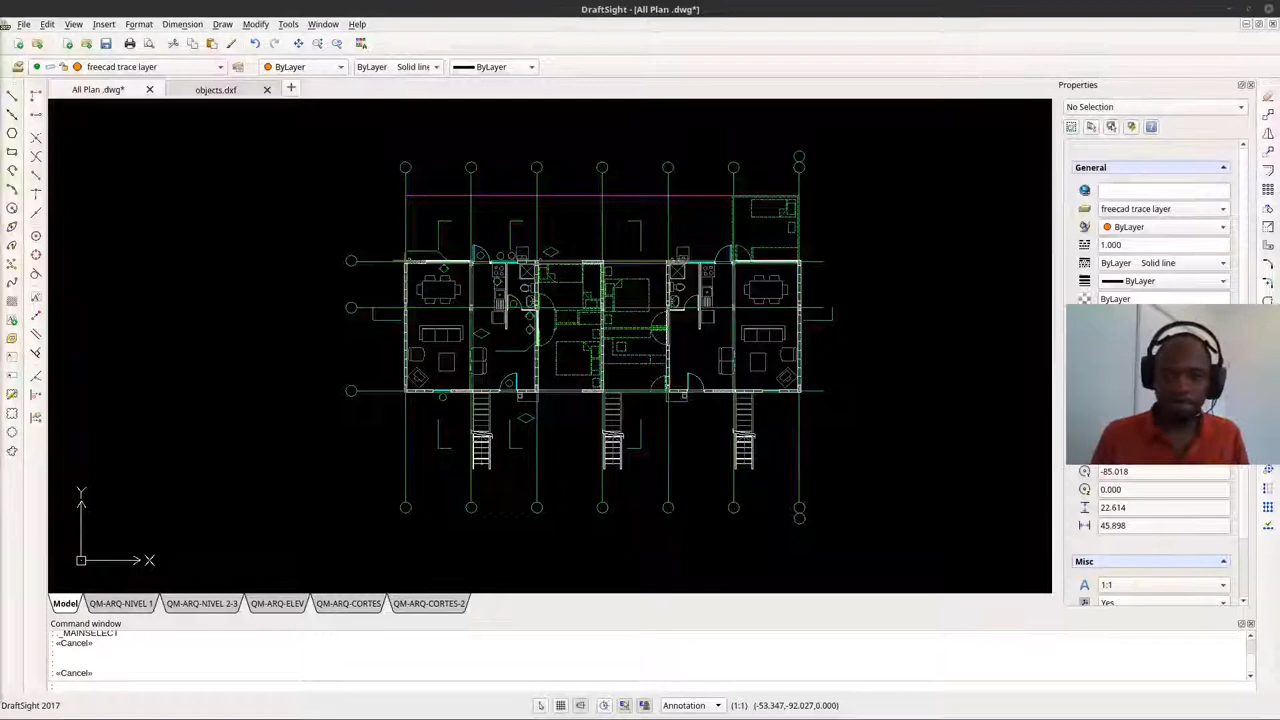 DraftSight - [All Plan .dwg*]
File Edit View Insert Format Dimension Draw Modify Tools Window Help
freecad trace layer ByLayer ByLayer Solid line ByLayer
All Plan .dwg* objects.dxf
Properties
No Selection
General
freecad trace layer
ByLayer
1.000
ByLayer Solid line
ByLayer
ByLayer
-85.018
0.000
22.614
45.898
Misc
1:1
Yes
Y
X
Model QM-ARQ-NIVEL 1 QM-ARQ-NIVEL 2-3 QM-ARQ-ELEV QM-ARQ-CORTES QM-ARQ-CORTES-2
Command window
: _MAINSELECT
: «Cancel»
:
:
: «Cancel»
:
DraftSight 2017 Annotation (1:1) (-53.347,-92.027,0.000)